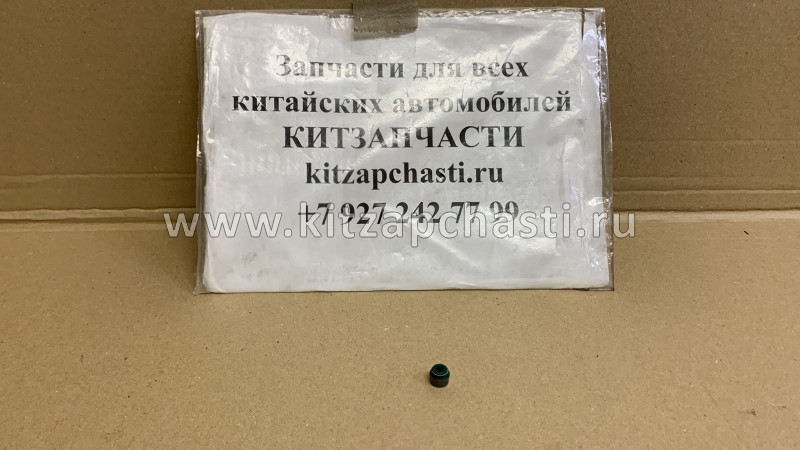 Запчасти для всех
китайских автомобилей
КИТЗАПЧАСТИ
kitzapchasti.ru
+7 927 242 77 99
www.kitzapchasti.ru